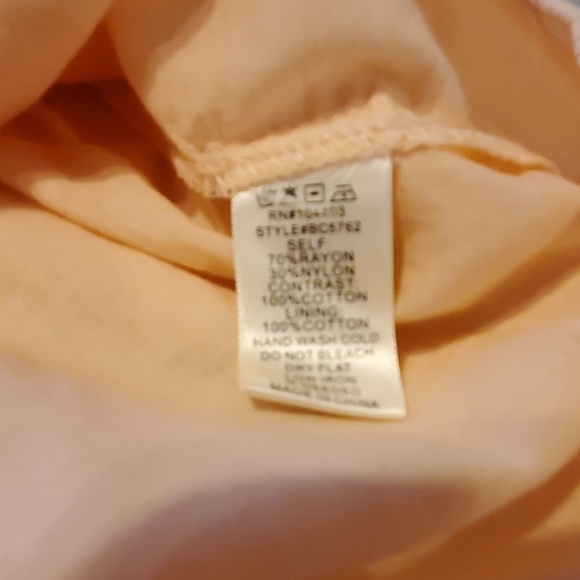 STYLE#BC5762
SELF
70%RAYON
30%NYLON
CONTRAST
100%COTTON
LINING
100%COTTON
HAND WASH COLD
DO NOT BLEACH
DRY FLAT
IRON
MADE IN CHINA